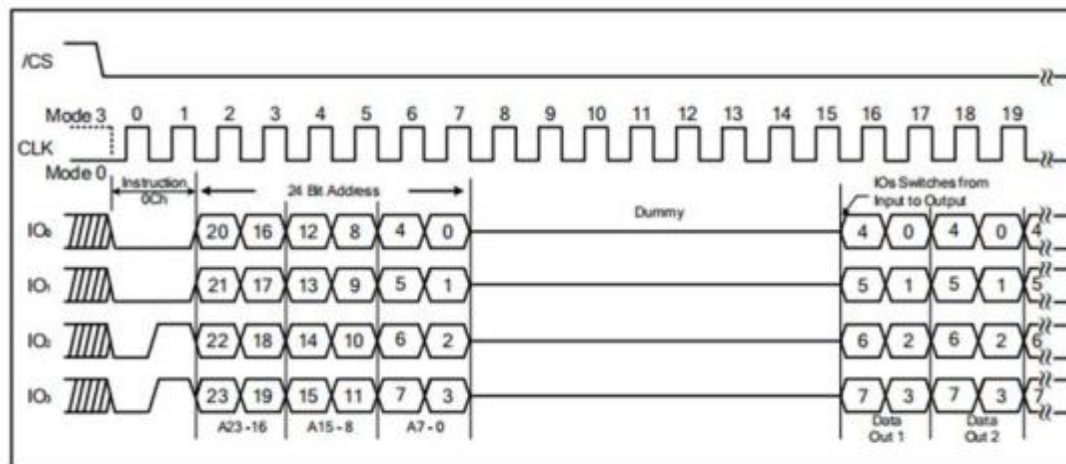 /CS
Mode 3 0 1 2 3 4 5 6 7 8 9 10 11 12 13 14 15 16 17 18 19
CLK
Mode 0
Instruction
0Ch
24 Bit Address
Dummy
IOs Switches from
Input to Output
IO₀ 20 16 12 8 4 0 4 0 4 0 4
IO₁ 21 17 13 9 5 1 5 1 5 1 5
IO₂ 22 18 14 10 6 2 6 2 6 2 6
IO₃ 23 19 15 11 7 3 7 3 7 3 7
A23-16 A15-8 A7-0
Data
Out 1
Data
Out 2